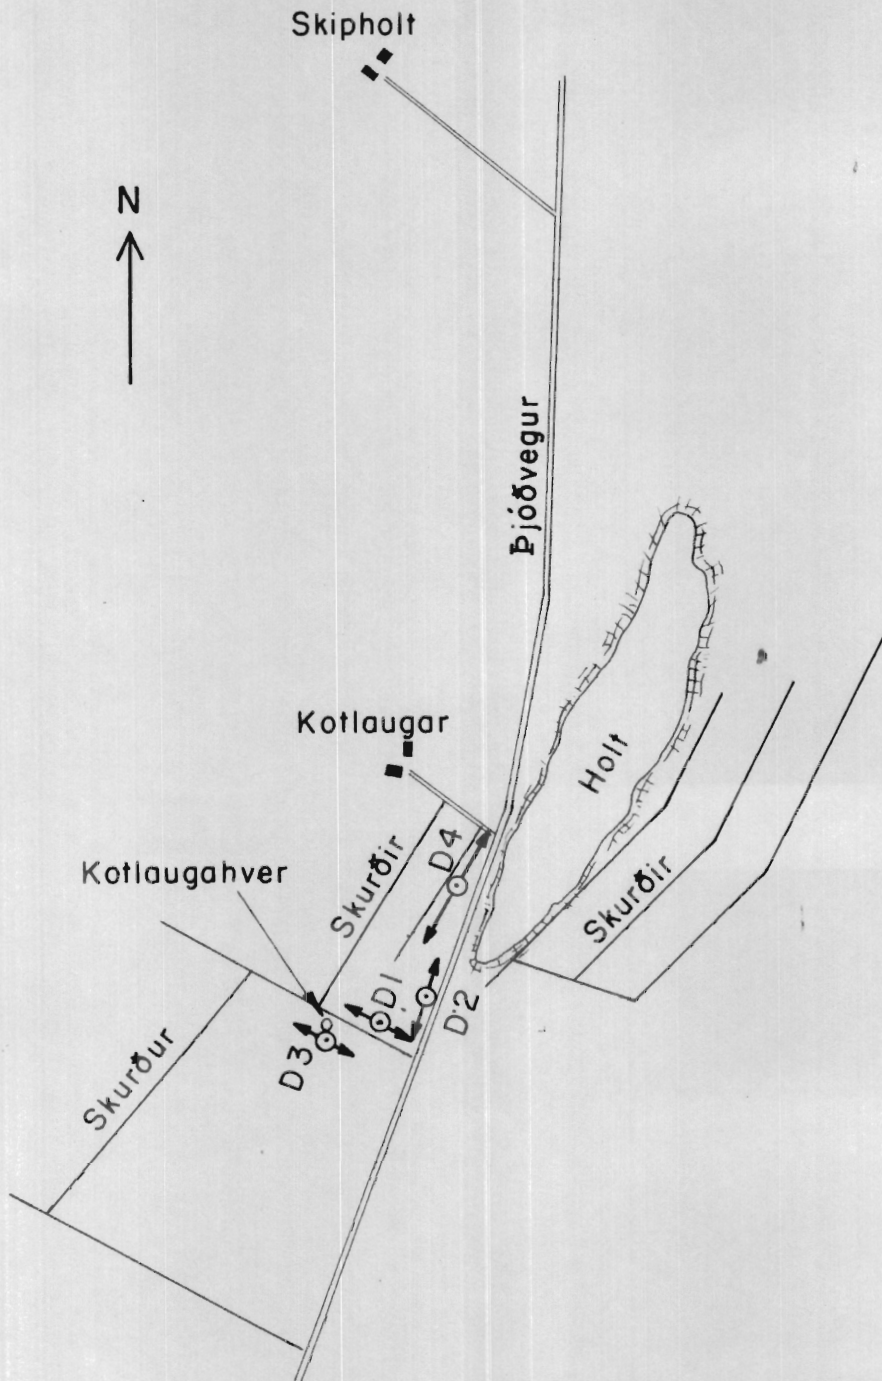 Skipholt
N
Þjóðvegur
Kotlaugar
Holt
D4
Kotlaugahver
Skurðir
Skurðir
D1
D2
D3
Skurður